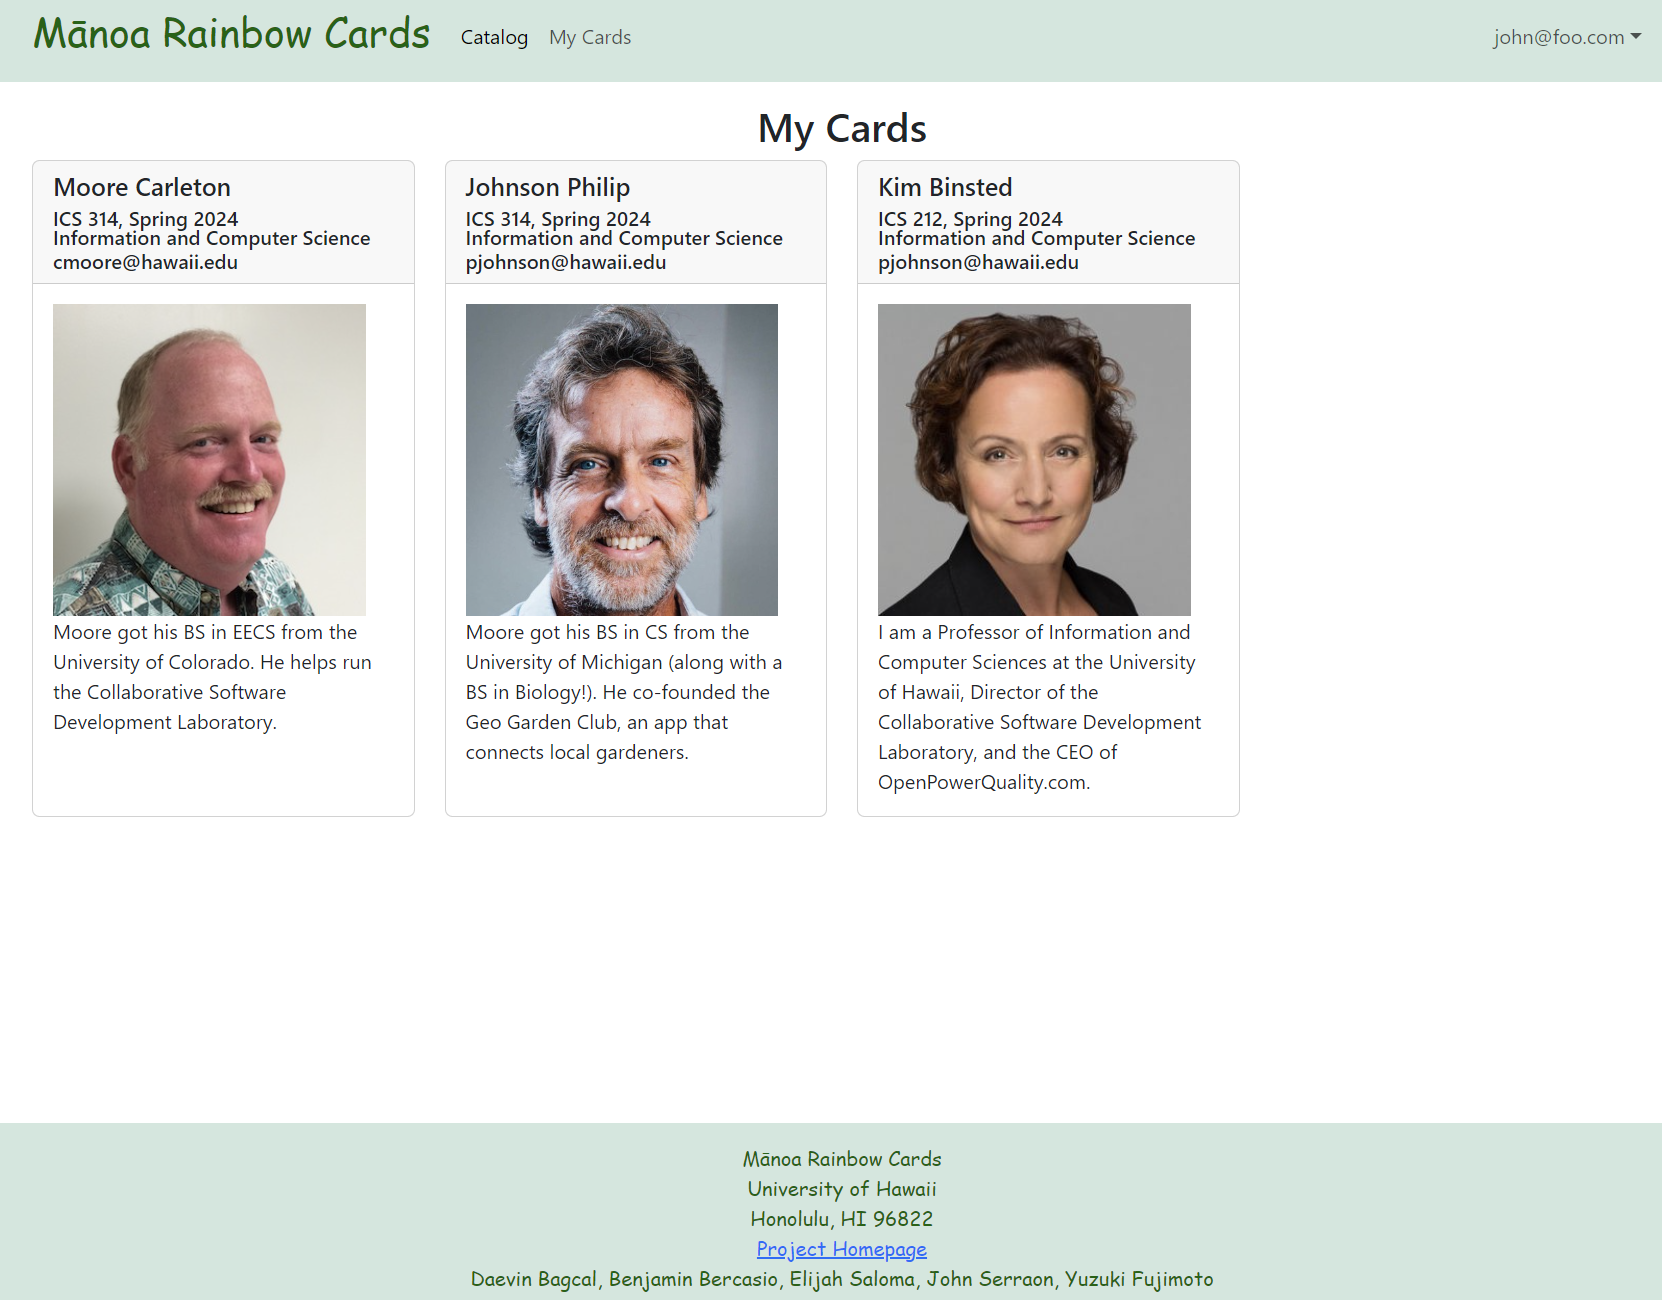 Mānoa Rainbow Cards Catalog My Cards john@foo.com
My Cards
Moore Carleton
ICS 314, Spring 2024
Information and Computer Science
cmoore@hawaii.edu
Moore got his BS in EECS from the
University of Colorado. He helps run
the Collaborative Software
Development Laboratory.
Johnson Philip
ICS 314, Spring 2024
Information and Computer Science
pjohnson@hawaii.edu
Moore got his BS in CS from the
University of Michigan (along with a
BS in Biology!). He co-founded the
Geo Garden Club, an app that
connects local gardeners.
Kim Binsted
ICS 212, Spring 2024
Information and Computer Science
pjohnson@hawaii.edu
I am a Professor of Information and
Computer Sciences at the University
of Hawaii, Director of the
Collaborative Software Development
Laboratory, and the CEO of
OpenPowerQuality.com.
Mānoa Rainbow Cards
University of Hawaii
Honolulu, HI 96822
Project Homepage
Daevin Bagcal, Benjamin Bercasio, Elijah Saloma, John Serraon, Yuzuki Fujimoto